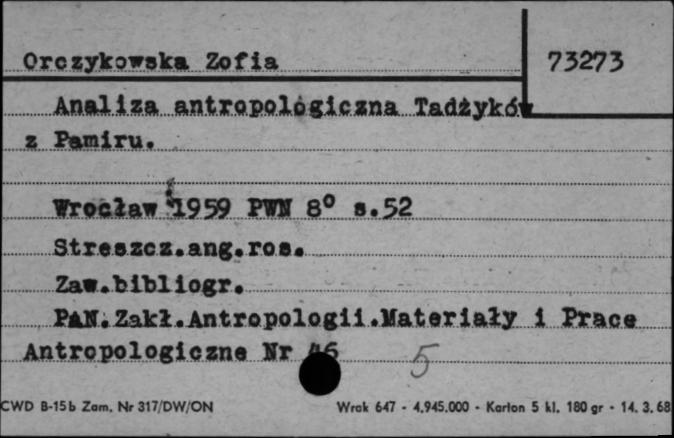 Orczykowska Zofia
73273
Analiza antropologiczna Tadżyków
z Pamiru.
Wrocław 1959 PWN 8° s.52
Streszcz.ang.ros.
Zaw.bibliogr.
PAN.Zakł.Antropologii.Materiały i Prace
Antropologiczne Nr 46
5
CWD B-15b Zam. Nr 317/DW/ON
Wrak 647 - 4.945.000 - Karton 5 kl. 180 gr - 14. 3. 68